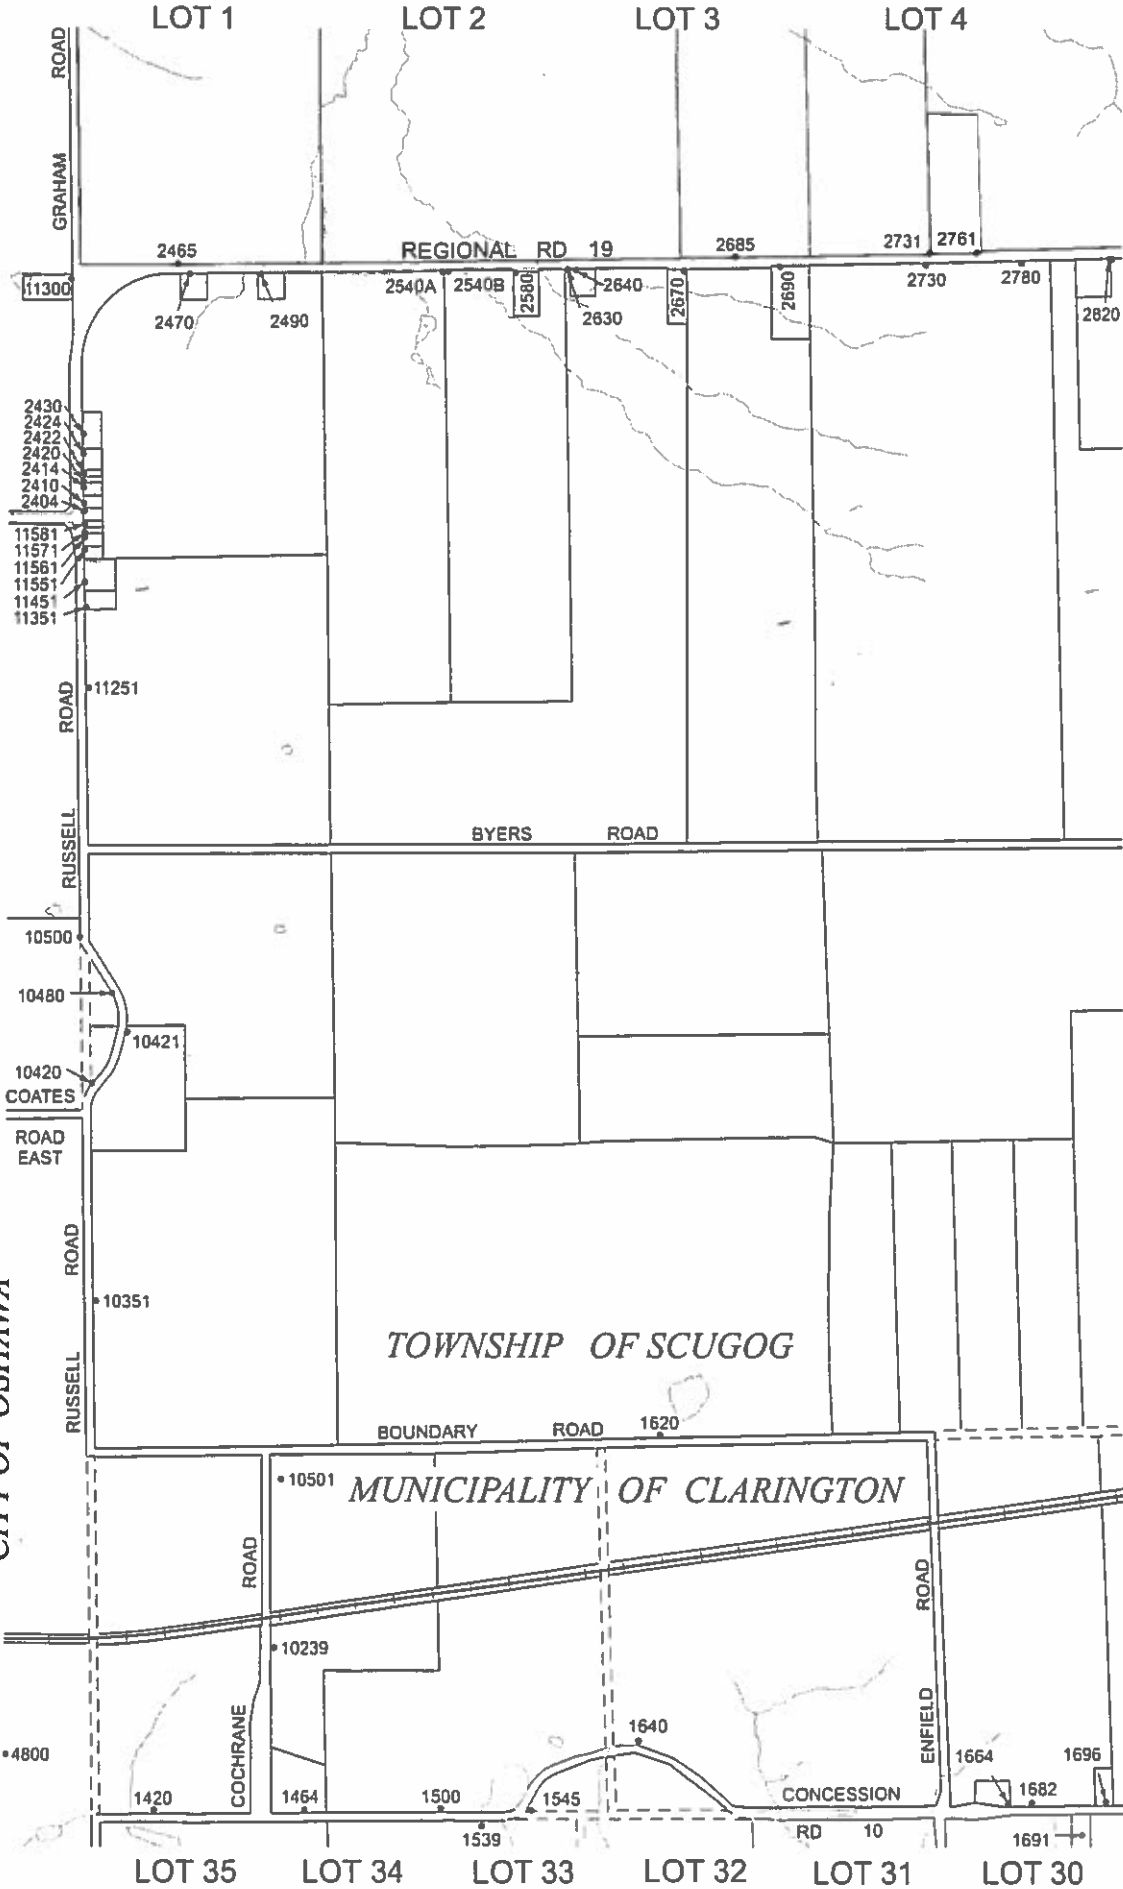 LOT 1 LOT 2 LOT 3 LOT 4
GRAHAM ROAD
2465 REGIONAL RD 19 2685 2731 2761
11300 2470 2490 2540A 2540B 2580 2640 2630 2670 2690 2730 2780 2820
2430
2424
2422
2420
2414
2410
2404
11581
11571
11561
11551
11451
11351
11251
RUSSELL ROAD
BYERS ROAD
10500
10480
10421
10420
COATES
ROAD
EAST
RUSSELL ROAD
10351
CITY OF OSHAWA
TOWNSHIP OF SCUGOG
BOUNDARY ROAD 1620
10501
MUNICIPALITY OF CLARINGTON
COCHRANE ROAD
ENFIELD ROAD
10239
4800
1640
1664 1696
1420 1464 1500 1545 CONCESSION 1682
1539 RD 10 1691
LOT 35 LOT 34 LOT 33 LOT 32 LOT 31 LOT 30